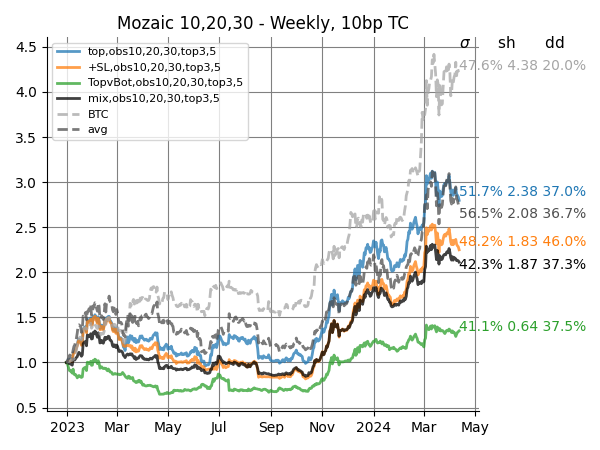 Mozaic 10,20,30 - Weekly, 10bp TC
σ sh dd
top,obs10,20,30,top3,5
+SL,obs10,20,30,top3,5
TopvBot,obs10,20,30,top3,5
mix,obs10,20,30,top3,5
BTC
avg
47.6% 4.38 20.0%
51.7% 2.38 37.0%
56.5% 2.08 36.7%
48.2% 1.83 46.0%
42.3% 1.87 37.3%
41.1% 0.64 37.5%
4.5
4.0
3.5
3.0
2.5
2.0
1.5
1.0
0.5
2023 Mar May Jul Sep Nov 2024 Mar May